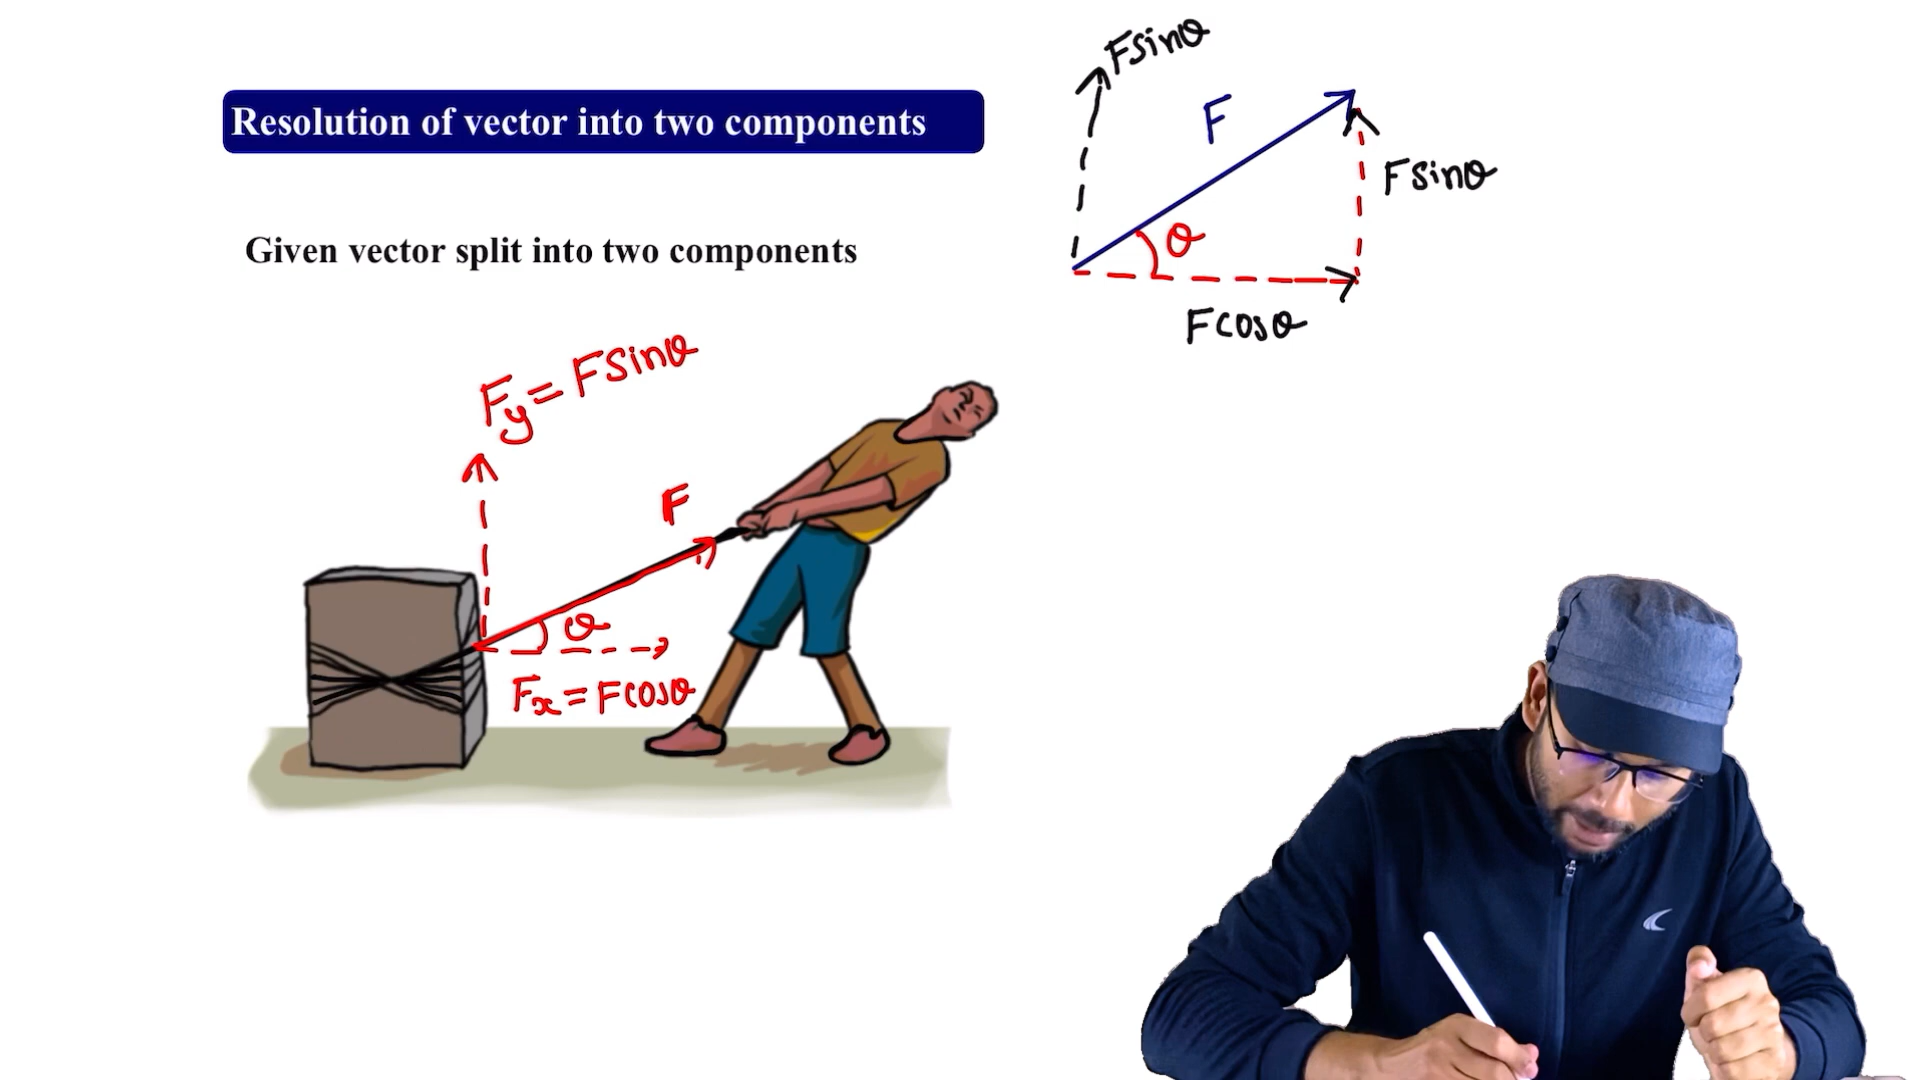 Resolution of vector into two components
Given vector split into two components
Fsinθ
F
Fsinθ
θ
Fcosθ
Fy = Fsinθ
F
θ
Fx = Fcosθ